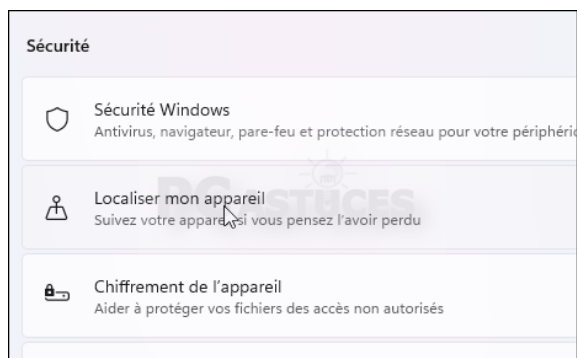 Sécurité
Sécurité Windows
Antivirus, navigateur, pare-feu et protection réseau pour votre périphéri
PC ASTUCES
Localiser mon appareil
Suivez votre appareil si vous pensez l'avoir perdu
Chiffrement de l'appareil
Aider à protéger vos fichiers des accès non autorisés